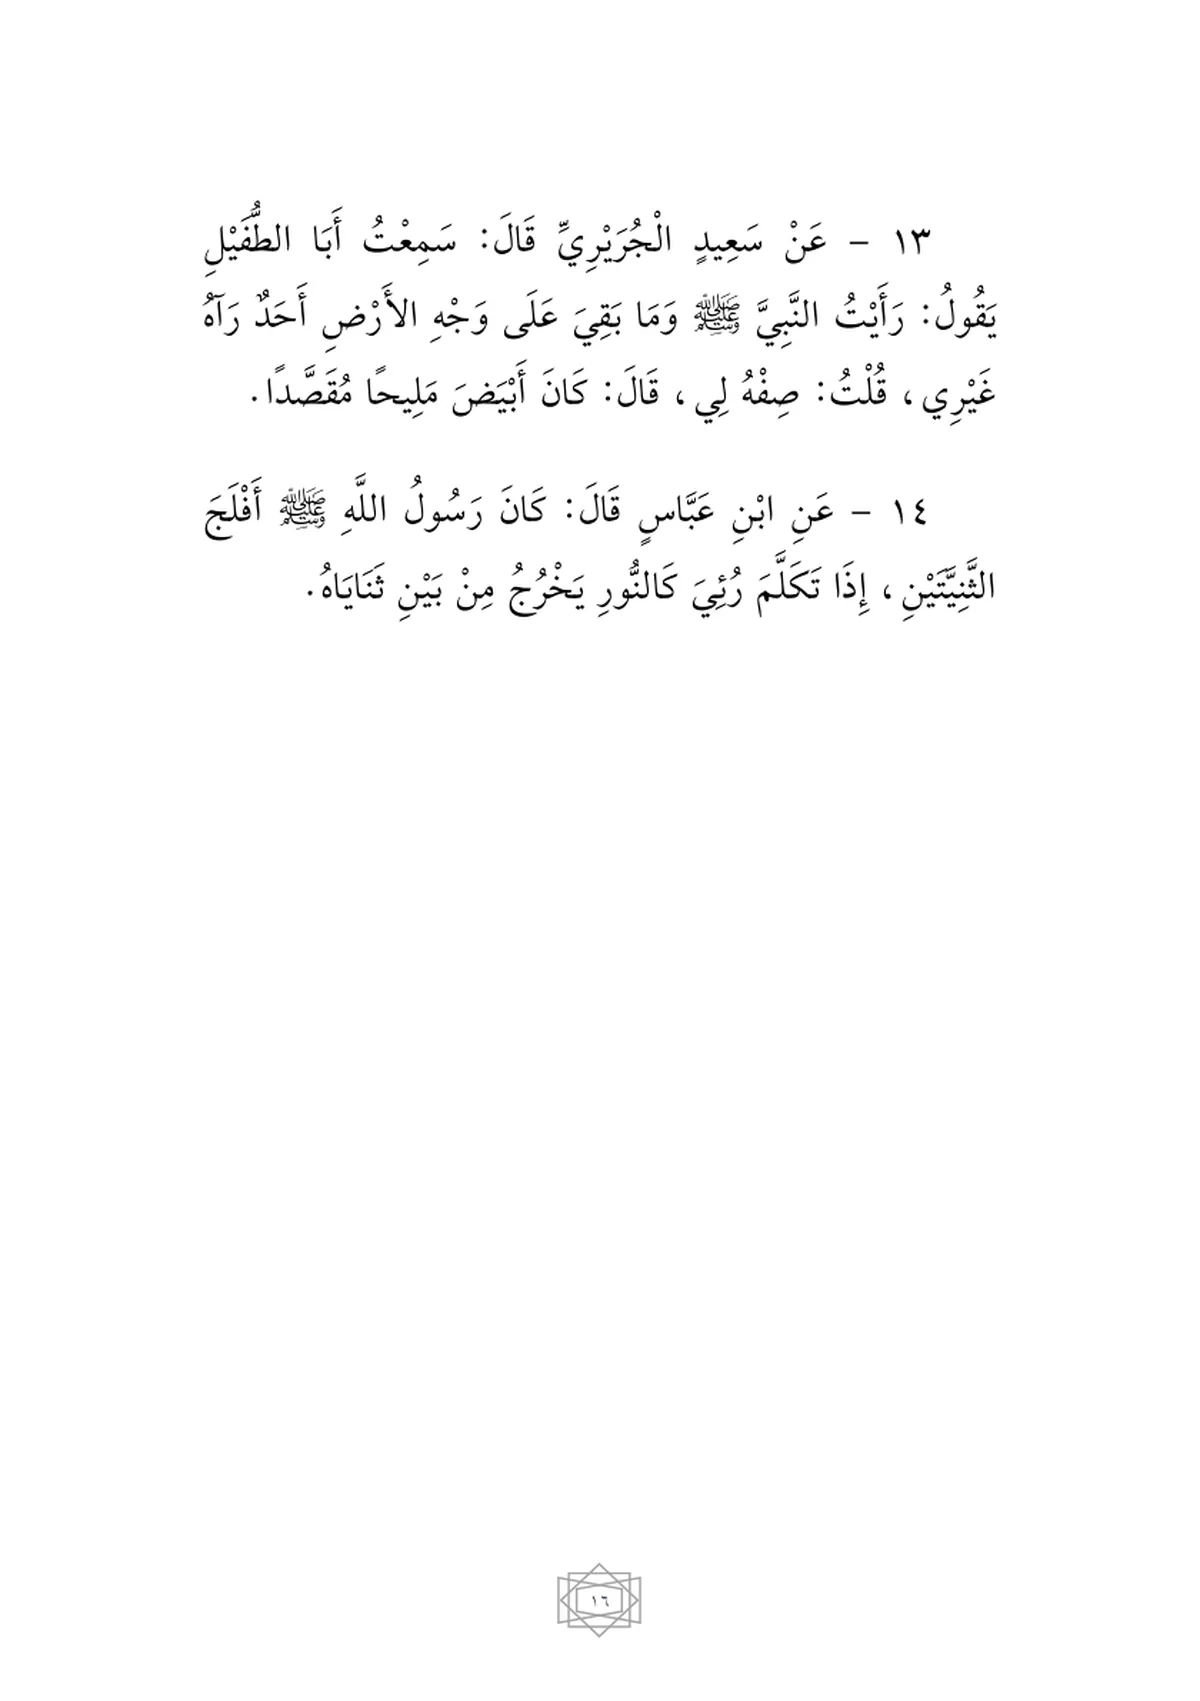 ١٣ – عَنْ سَعِيدٍ الْجُرَيْرِيِّ قَالَ: سَمِعْتُ أَبَا الطُّفَيْلِ
يَقُولُ: رَأَيْتُ النَّبِيَّ ﷺ وَمَا بَقِيَ عَلَى وَجْهِ الأَرْضِ أَحَدٌ رَآهُ
غَيْرِي، قُلْتُ: صِفْهُ لِي، قَالَ: كَانَ أَبْيَضَ مَلِيحًا مُقَصَّدًا.
١٤ – عَنِ ابْنِ عَبَّاسٍ قَالَ: كَانَ رَسُولُ اللَّهِ ﷺ أَفْلَجَ
الثَّنِيَّتَيْنِ، إِذَا تَكَلَّمَ رُئِيَ كَالنُّورِ يَخْرُجُ مِنْ بَيْنِ ثَنَايَاهُ.
١٦